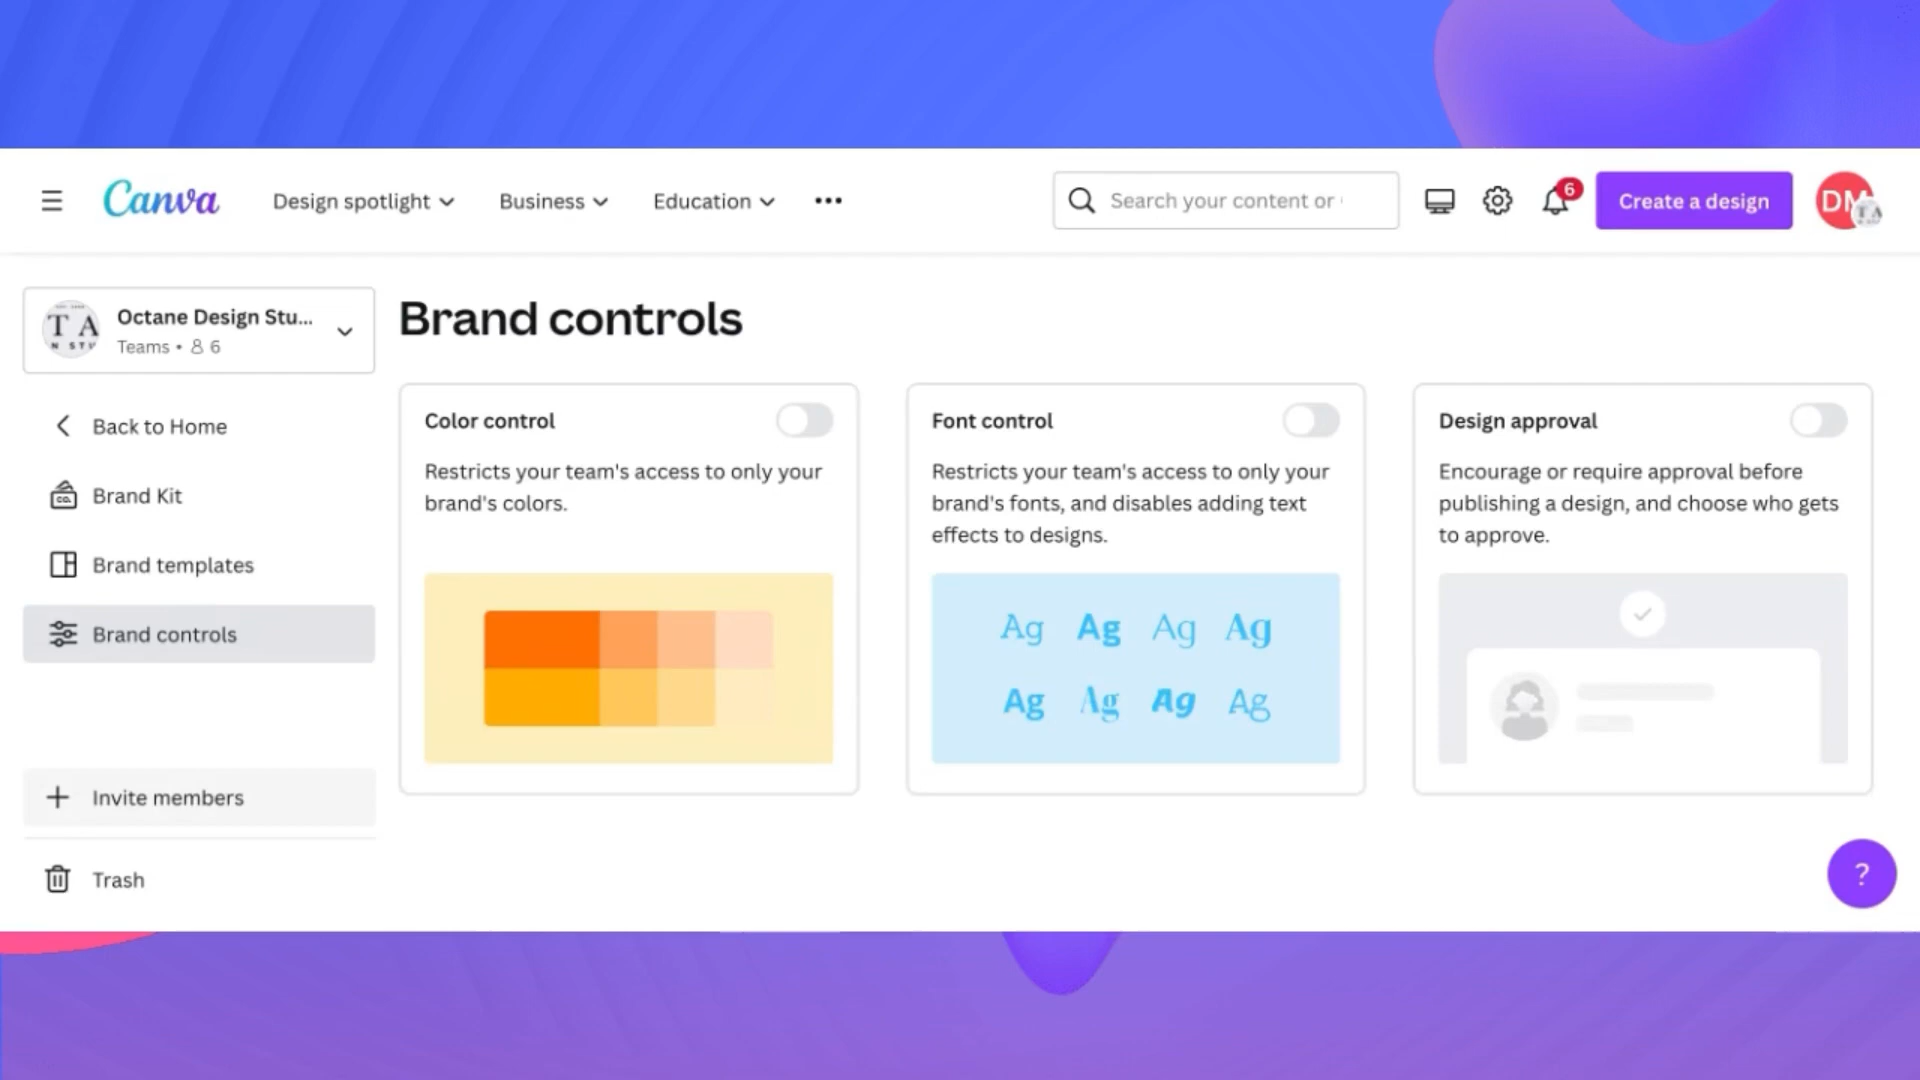 Canva
Design spotlight
Business
Education
Search your content or
6
Create a design
DM
T A
Octane Design Stu...
Teams • 6
T A
N STV
Back to Home
Brand Kit
CO.
Brand templates
Brand controls
Invite members
Trash
Brand controls
Color control
Restricts your team's access to only your
brand's colors.
Font control
Restricts your team's access to only your
brand's fonts, and disables adding text
effects to designs.
Ag Ag Ag Ag
Ag Ag Ag Ag
Design approval
Encourage or require approval before
publishing a design, and choose who gets
to approve.
?